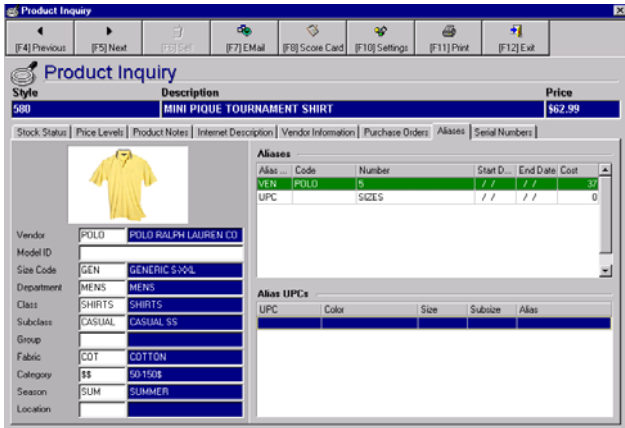 Product Inquiry
[F4] Previous [F5] Next [F6] Sell [F7] EMail [F8] Score Card [F10] Settings [F11] Print [F12] Exit
Product Inquiry
Style Description Price
580 MINI PIQUE TOURNAMENT SHIRT $62.99
Stock Status Price Levels Product Notes Internet Description Vendor Information Purchase Orders Aliases Serial Numbers
Aliases
Alias ... Code Number Start D... End Date Cost
VEN POLO 5 / / / / 37
UPC SIZES / / / / 0
Vendor POLO POLO RALPH LAUREN CO
Model ID
Size Code GEN GENERIC S-XXL
Department MENS MENS
Class SHIRTS SHIRTS
Subclass CASUAL CASUAL SS
Group
Fabric COT COTTON
Category $$ 50-150$
Season SUM SUMMER
Location
Alias UPCs
UPC Color Size Subsize Alias